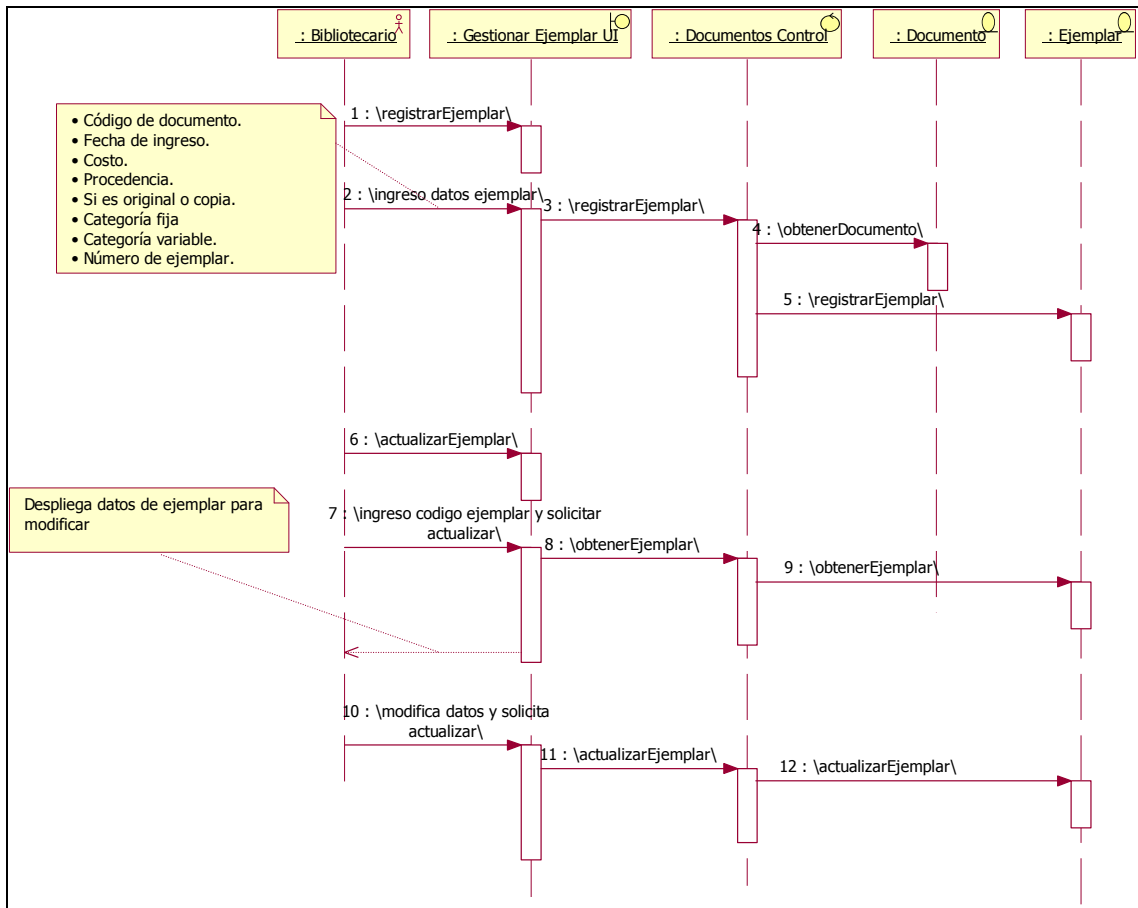 : Bibliotecario
: Gestionar Ejemplar UI
: Documentos Control
: Documento
: Ejemplar
• Código de documento.
• Fecha de ingreso.
• Costo.
• Procedencia.
• Si es original o copia.
• Categoría fija
• Categoría variable.
• Número de ejemplar.
1 : \registrarEjemplar\
2 : \ingreso datos ejemplar\
3 : \registrarEjemplar\
4 : \obtenerDocumento\
5 : \registrarEjemplar\
6 : \actualizarEjemplar\
Despliega datos de ejemplar para
modificar
7 : \ingreso codigo ejemplar y solicitar
actualizar\
8 : \obtenerEjemplar\
9 : \obtenerEjemplar\
10 : \modifica datos y solicita
actualizar\
11 : \actualizarEjemplar\
12 : \actualizarEjemplar\